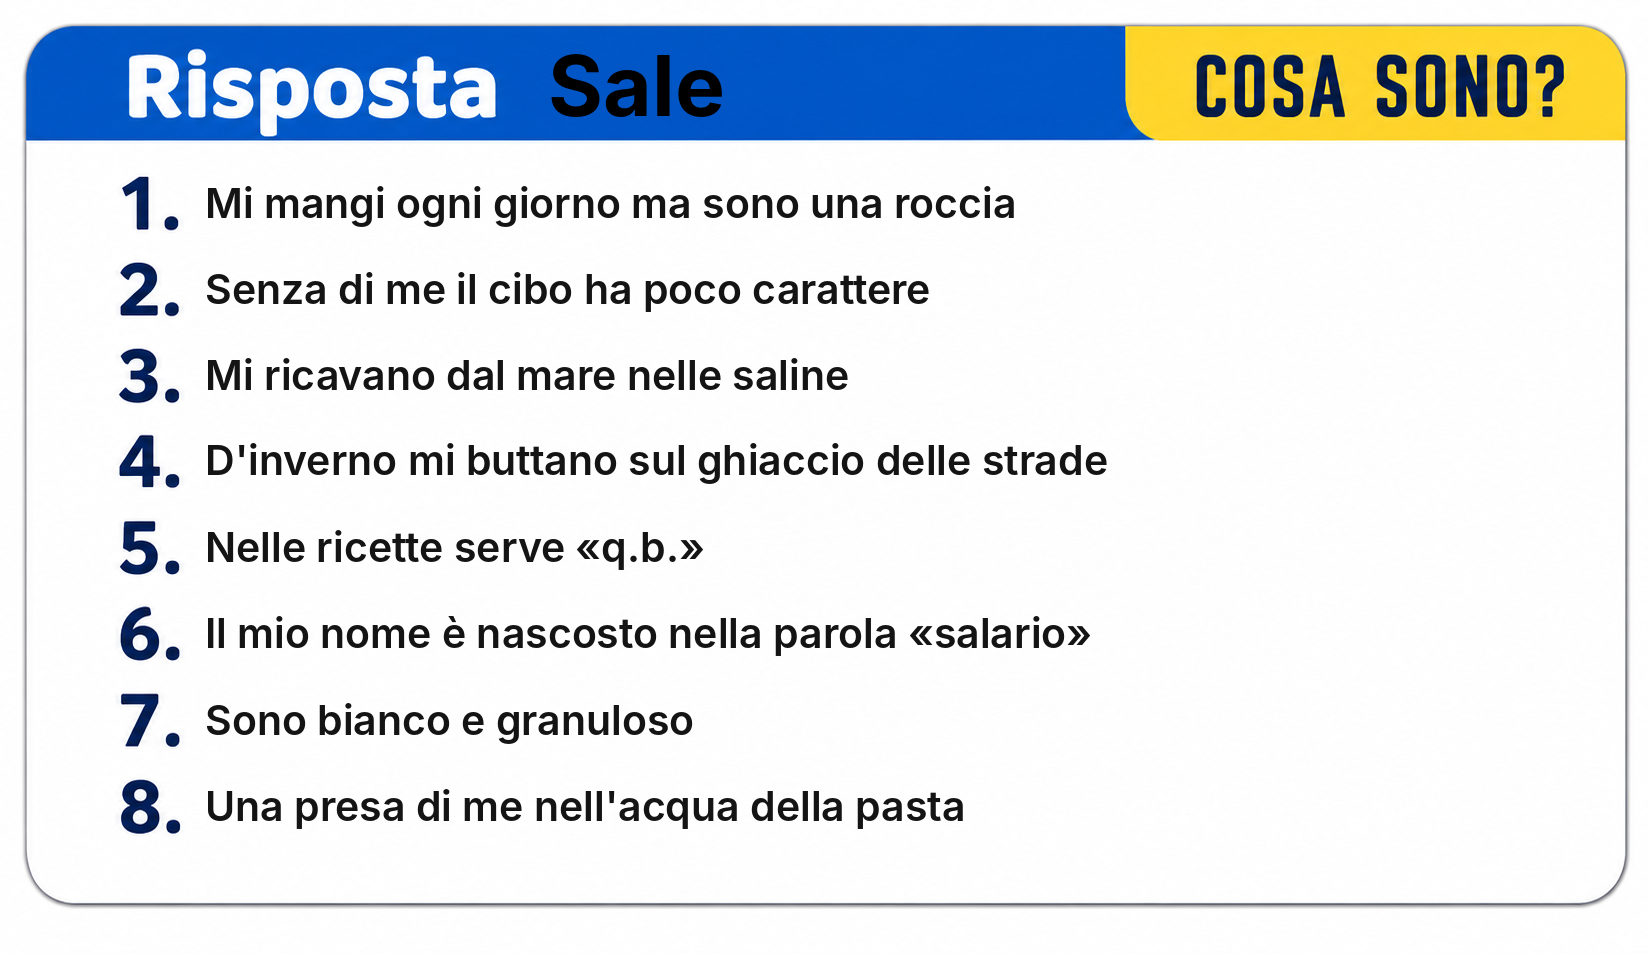 Risposta Sale
COSA SONO?
1. Mi mangi ogni giorno ma sono una roccia
2. Senza di me il cibo ha poco carattere
3. Mi ricavano dal mare nelle saline
4. D'inverno mi buttano sul ghiaccio delle strade
5. Nelle ricette serve «q.b.»
6. Il mio nome è nascosto nella parola «salario»
7. Sono bianco e granuloso
8. Una presa di me nell'acqua della pasta